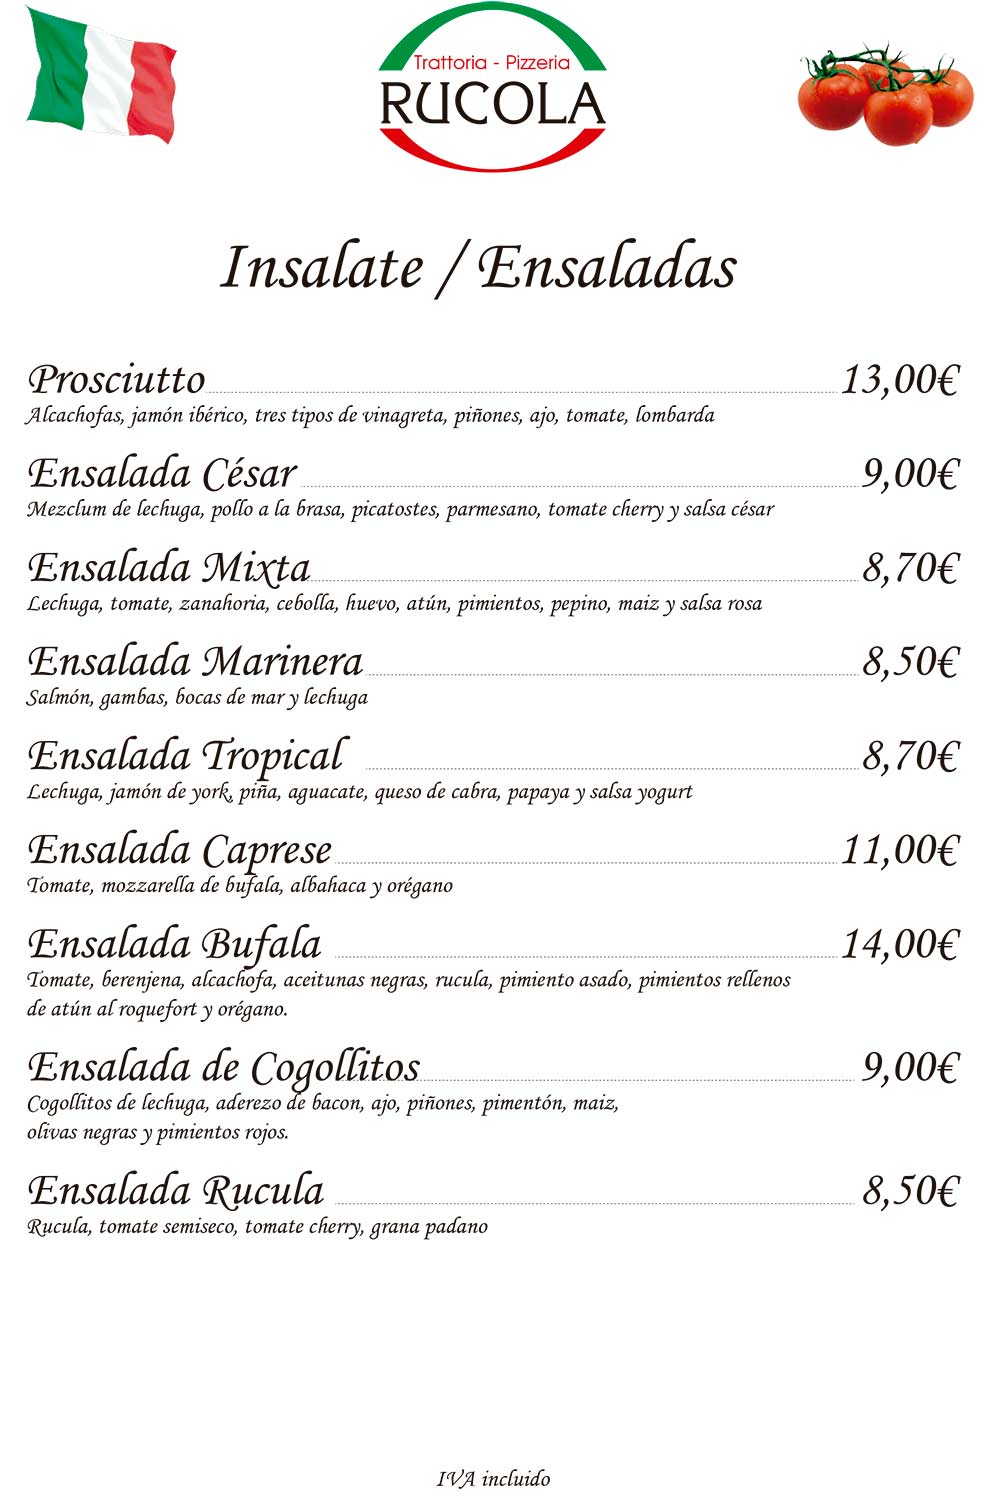 Trattoria - Pizzeria
RUCOLA
Insalate / Ensaladas
Prosciutto 13,00€
Alcachofas, jamón ibérico, tres tipos de vinagreta, piñones, ajo, tomate, lombarda
Ensalada César 9,00€
Mezclum de lechuga, pollo a la brasa, picatostes, parmesano, tomate cherry y salsa césar
Ensalada Mixta 8,70€
Lechuga, tomate, zanahoria, cebolla, huevo, atún, pimientos, pepino, maiz y salsa rosa
Ensalada Marinera 8,50€
Salmón, gambas, bocas de mar y lechuga
Ensalada Tropical 8,70€
Lechuga, jamón de york, piña, aguacate, queso de cabra, papaya y salsa yogurt
Ensalada Caprese 11,00€
Tomate, mozzarella de bufala, albahaca y orégano
Ensalada Bufala 14,00€
Tomate, berenjena, alcachofa, aceitunas negras, rucula, pimiento asado, pimientos rellenos
de atún al roquefort y orégano.
Ensalada de Cogollitos 9,00€
Cogollitos de lechuga, aderezo de bacon, ajo, piñones, pimentón, maiz,
olivas negras y pimientos rojos.
Ensalada Rucula 8,50€
Rucula, tomate semiseco, tomate cherry, grana padano
IVA incluido